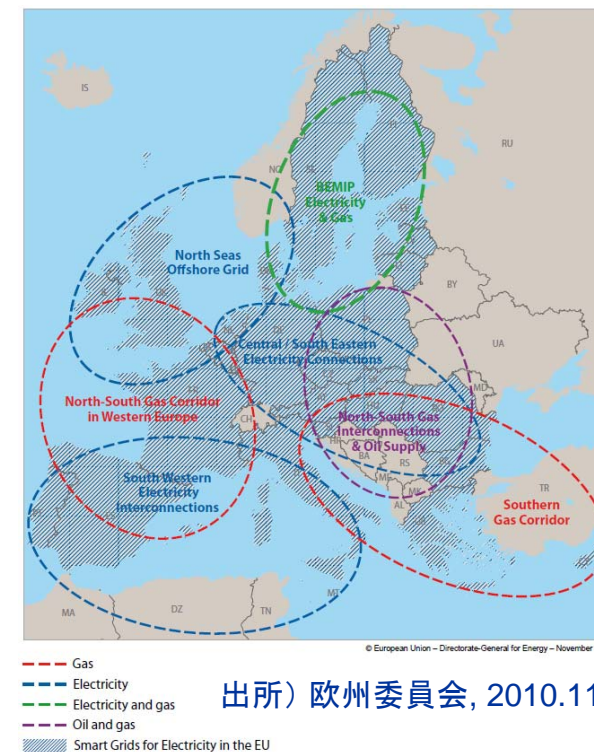 IS
RU
NO
SE
FI
BEMIP
Electricity
& Gas
North Seas
Offshore Grid
BY
UA
Central / South Eastern
Electricity Connections
MD
North-South Gas Corridor
in Western Europe
CH
North-South Gas
Interconnections
& Oil Supply
BA
RS
South Western
Electricity
Interconnections
AL
TR
Southern
Gas Corridor
MT
MA
DZ
TN
© European Union – Directorate-General for Energy – November
Gas
Electricity
Electricity and gas
Oil and gas
Smart Grids for Electricity in the EU
出所）欧州委員会, 2010.11